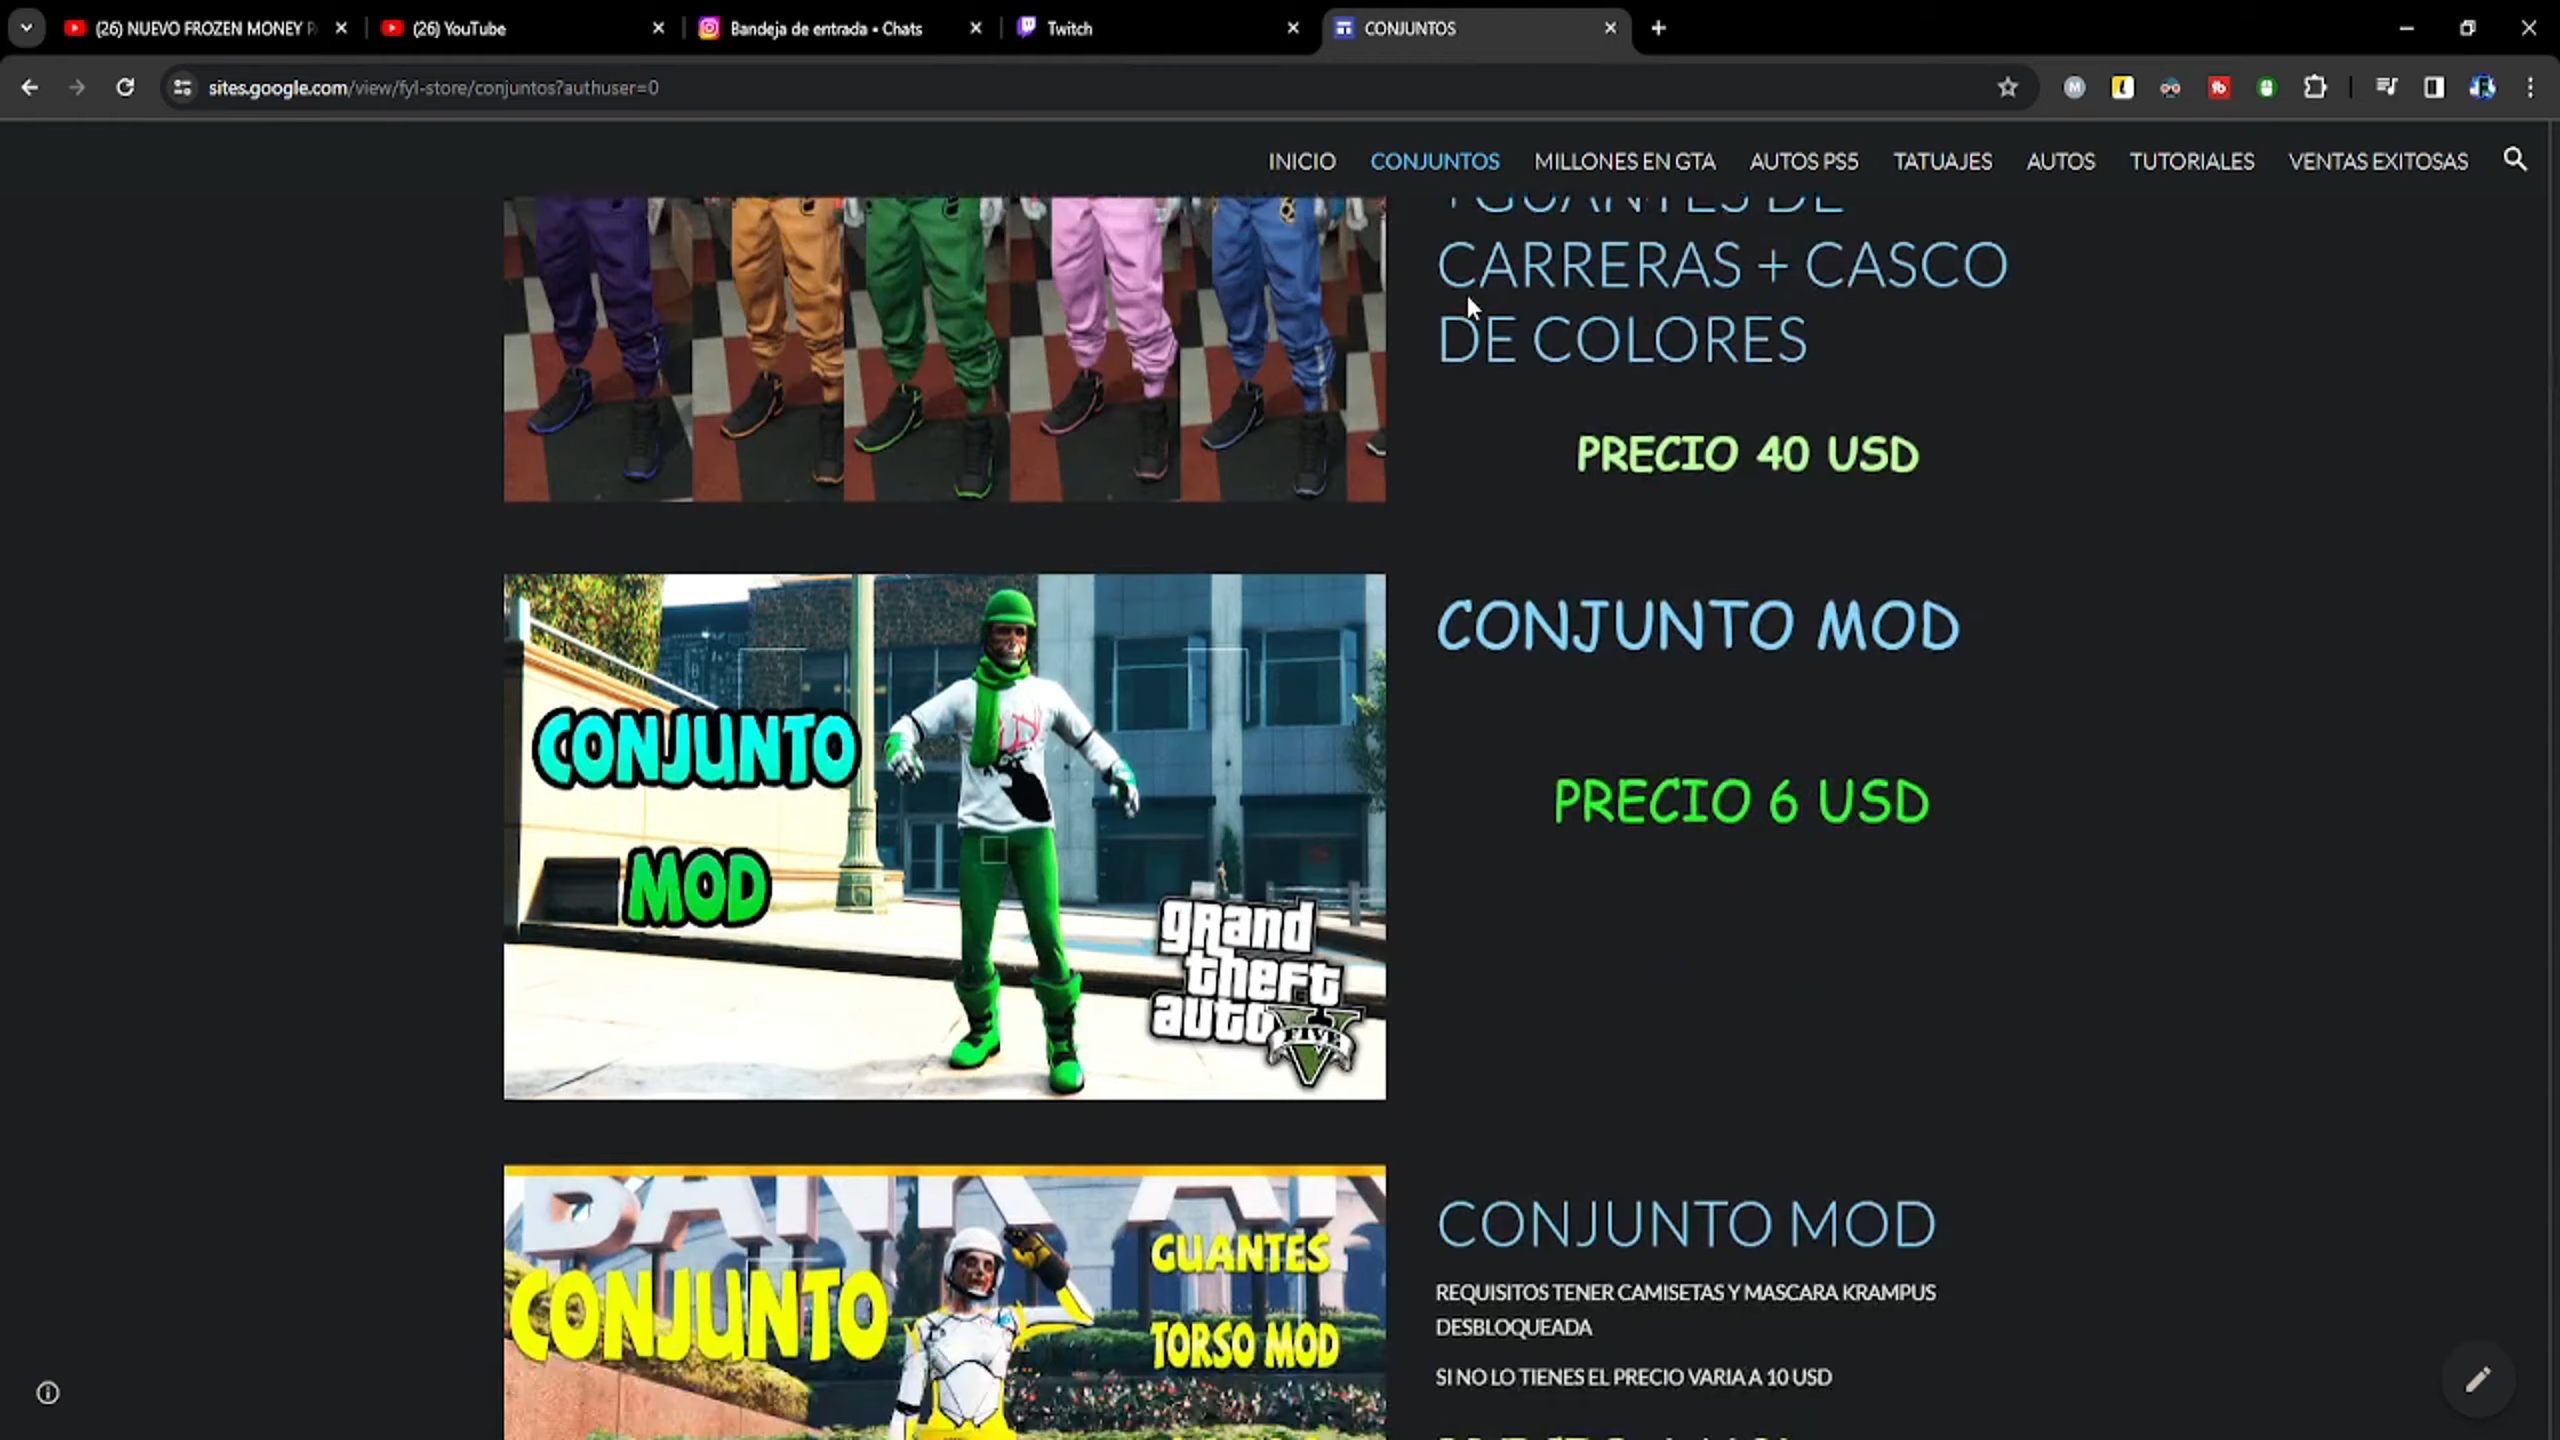 (26) NUEVO FROZEN MONEY
(26) YouTube
Bandeja de entrada • Chats
Twitch
CONJUNTOS
sites.google.com/view/fyl-store/conjuntos?authuser=0
INICIO
CONJUNTOS
MILLONES EN GTA
AUTOS PS5
TATUAJES
AUTOS
TUTORIALES
VENTAS EXITOSAS
+GUANTES DE
CARRERAS + CASCO
DE COLORES
PRECIO 40 USD
CONJUNTO
MOD
grand
theft
auto
V
FIVE
CONJUNTO MOD
PRECIO 6 USD
CONJUNTO
GUANTES
TORSO MOD
CONJUNTO MOD
REQUISITOS TENER CAMISETAS Y MASCARA KRAMPUS
DESBLOQUEADA
SI NO LO TIENES EL PRECIO VARIA A 10 USD